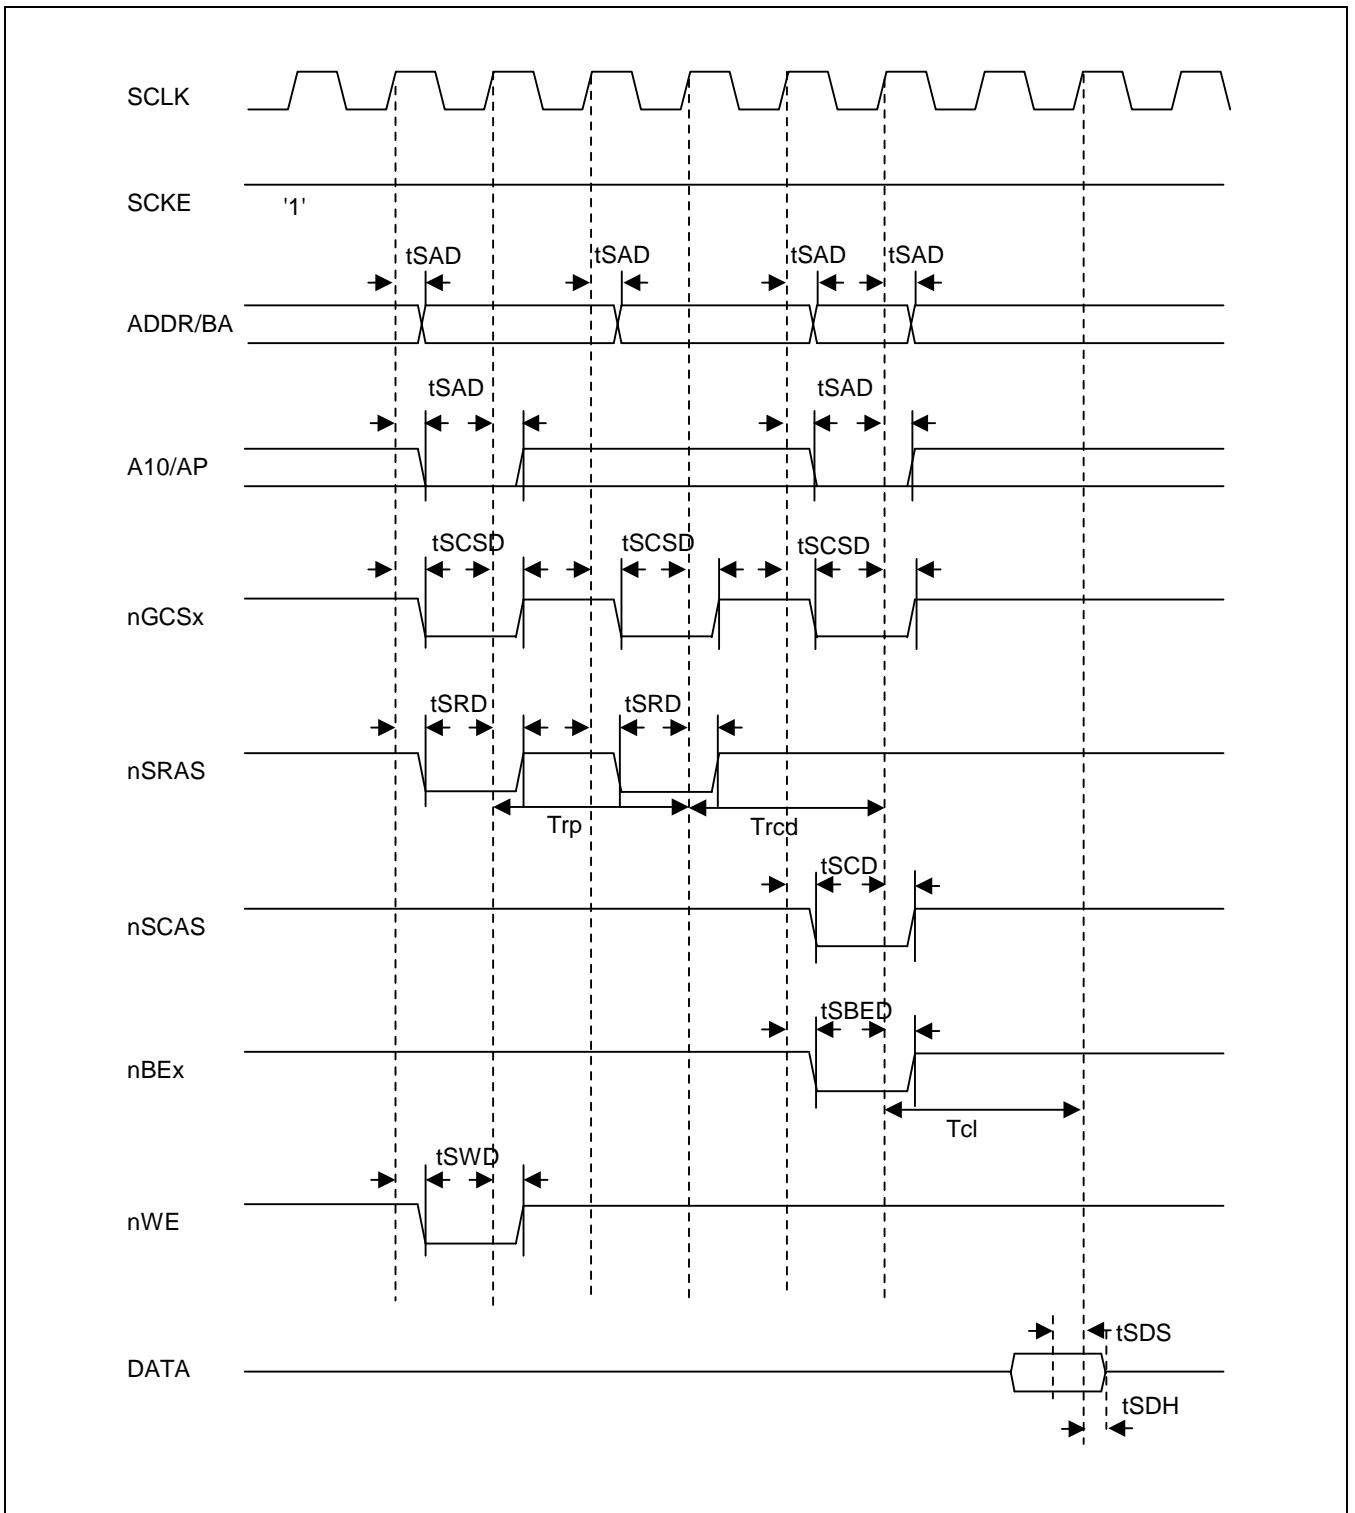 SCLK
SCKE '1'
tSAD tSAD tSAD tSAD
ADDR/BA
tSAD tSAD
A10/AP
tSCSD tSCSD tSCSD
nGCSx
tSRD tSRD
nSRAS
Trp Trcd
tSCD
nSCAS
tSBED
nBEx
Tcl
tSWD
nWE
tSDS
DATA
tSDH